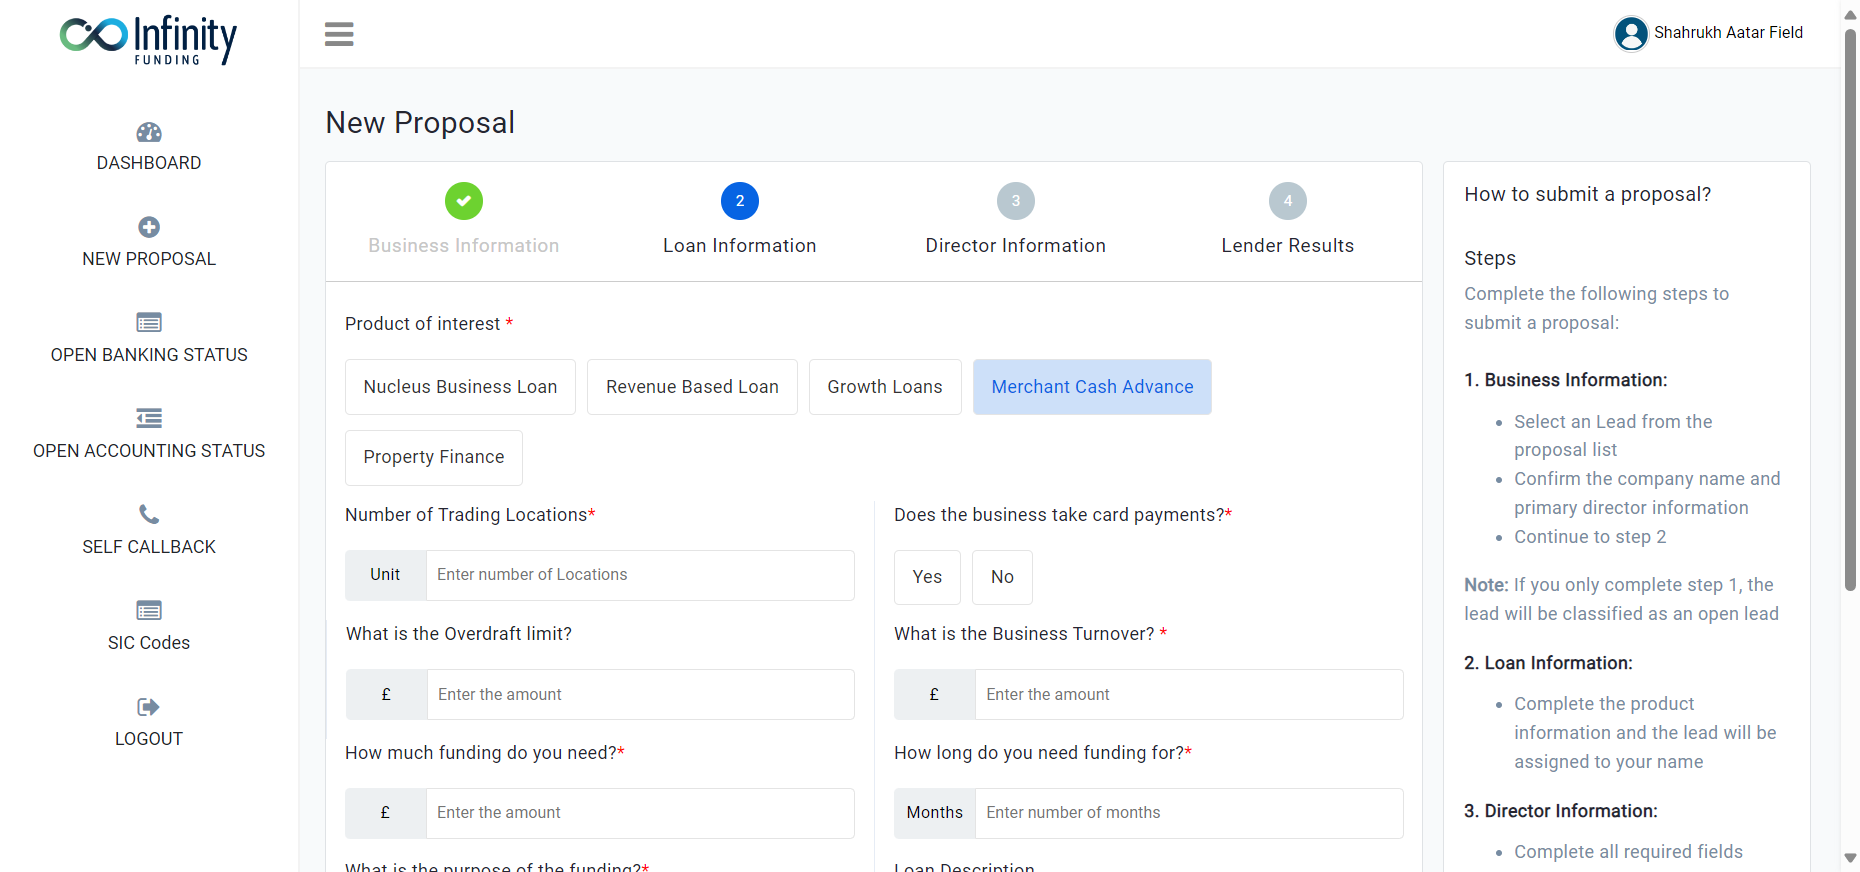 Infinity
FUNDING
Shahrukh Aatar Field
DASHBOARD
NEW PROPOSAL
OPEN BANKING STATUS
OPEN ACCOUNTING STATUS
SELF CALLBACK
SIC Codes
LOGOUT
New Proposal
2
3
4
Business Information
Loan Information
Director Information
Lender Results
Product of interest *
Nucleus Business Loan
Revenue Based Loan
Growth Loans
Merchant Cash Advance
Property Finance
Number of Trading Locations*
Unit
Enter number of Locations
Does the business take card payments?*
Yes
No
What is the Overdraft limit?
£
Enter the amount
What is the Business Turnover? *
£
Enter the amount
How much funding do you need?*
£
Enter the amount
How long do you need funding for?*
Months
Enter number of months
What is the purpose of the funding?*
Loan Description
How to submit a proposal?
Steps
Complete the following steps to
submit a proposal:
1. Business Information:
• Select an Lead from the
proposal list
• Confirm the company name and
primary director information
• Continue to step 2
Note: If you only complete step 1, the
lead will be classified as an open lead
2. Loan Information:
• Complete the product
information and the lead will be
assigned to your name
3. Director Information:
• Complete all required fields